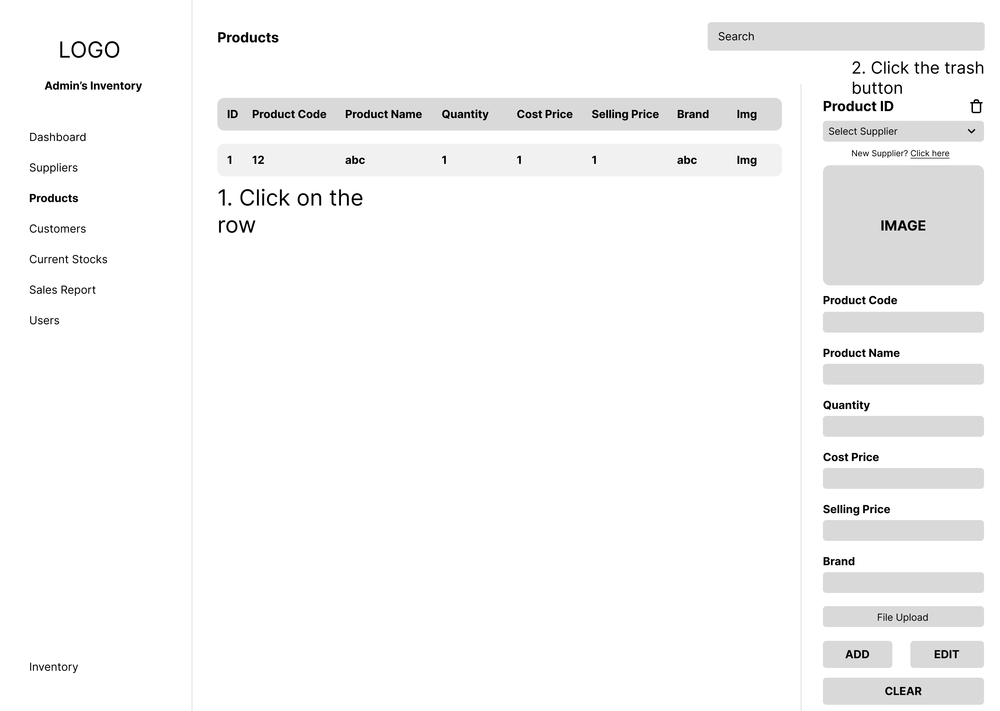 LOGO
Admin’s Inventory
Dashboard
Suppliers
Products
Customers
Current Stocks
Sales Report
Users
Inventory
Products
Search
ID Product Code Product Name Quantity Cost Price Selling Price Brand Img
1 12 abc 1 1 1 abc Img
1. Click on the
row
2. Click the trash
button
Product ID
Select Supplier
New Supplier? Click here
IMAGE
Product Code
Product Name
Quantity
Cost Price
Selling Price
Brand
File Upload
ADD EDIT
CLEAR